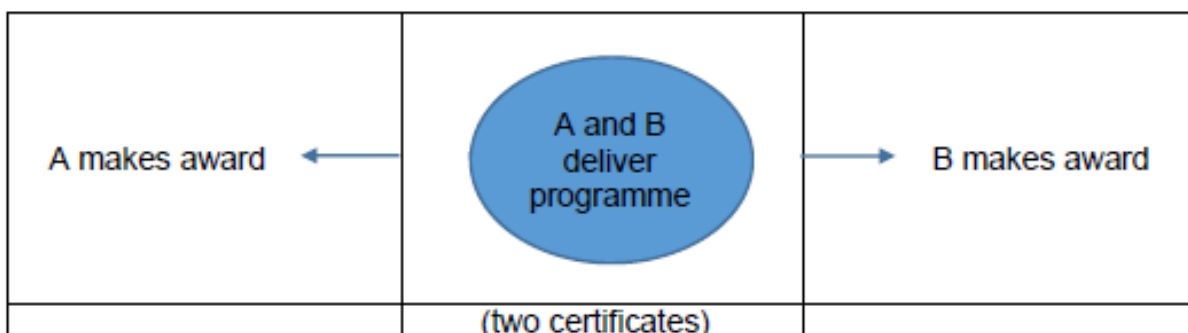 A makes award
A and B
deliver
programme
B makes award
(two certificates)